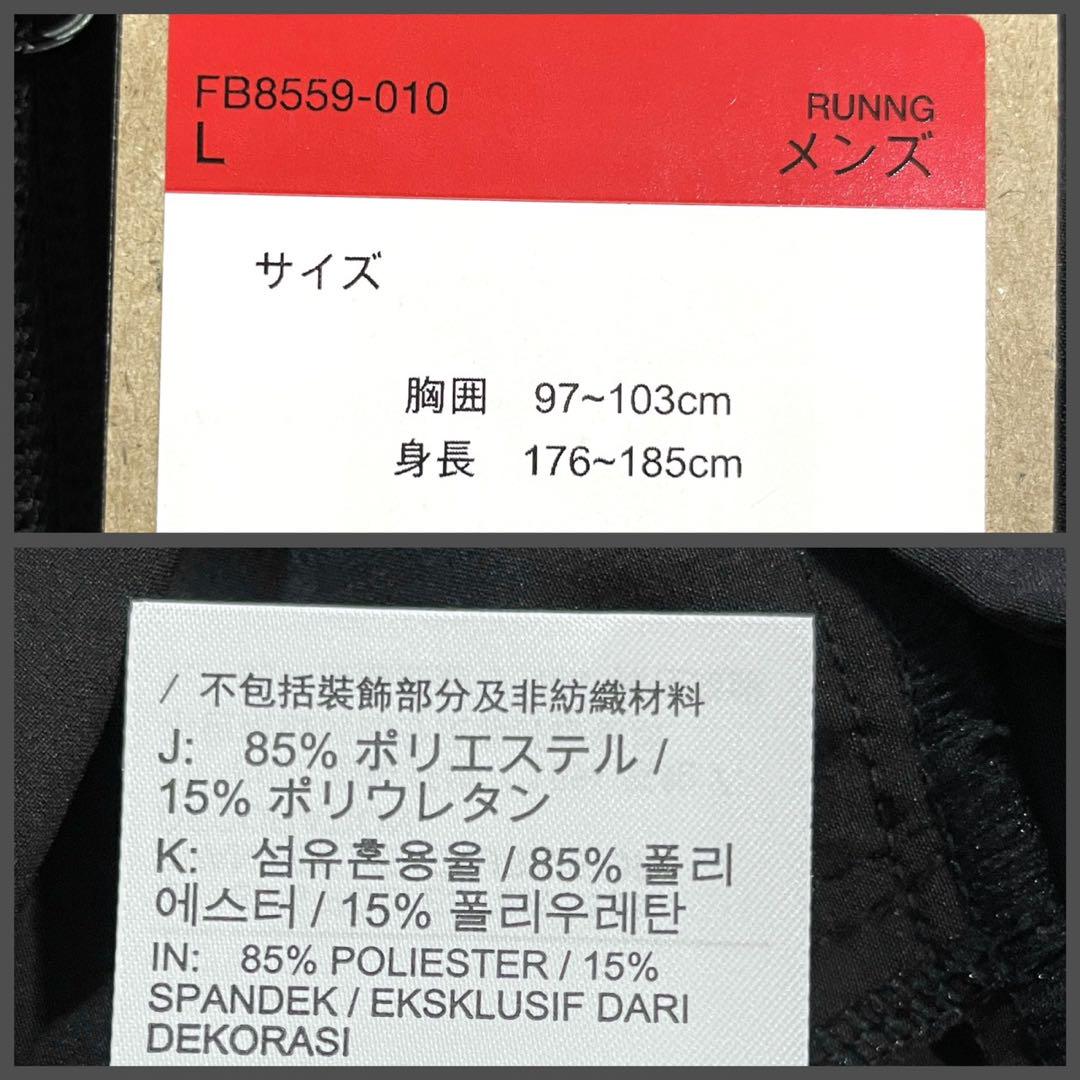 FB8559-010
L
RUNNG
メンズ
サイズ
胸囲 97~103cm
身長 176~185cm
/ 不包括裝飾部分及非紡織材料
J: 85% ポリエステル /
15% ポリウレタン
K: 섬유혼용율 / 85% 폴리
에스터 / 15% 폴리우레탄
IN: 85% POLIESTER / 15%
SPANDEK / EKSKLUSIF DARI
DEKORASI